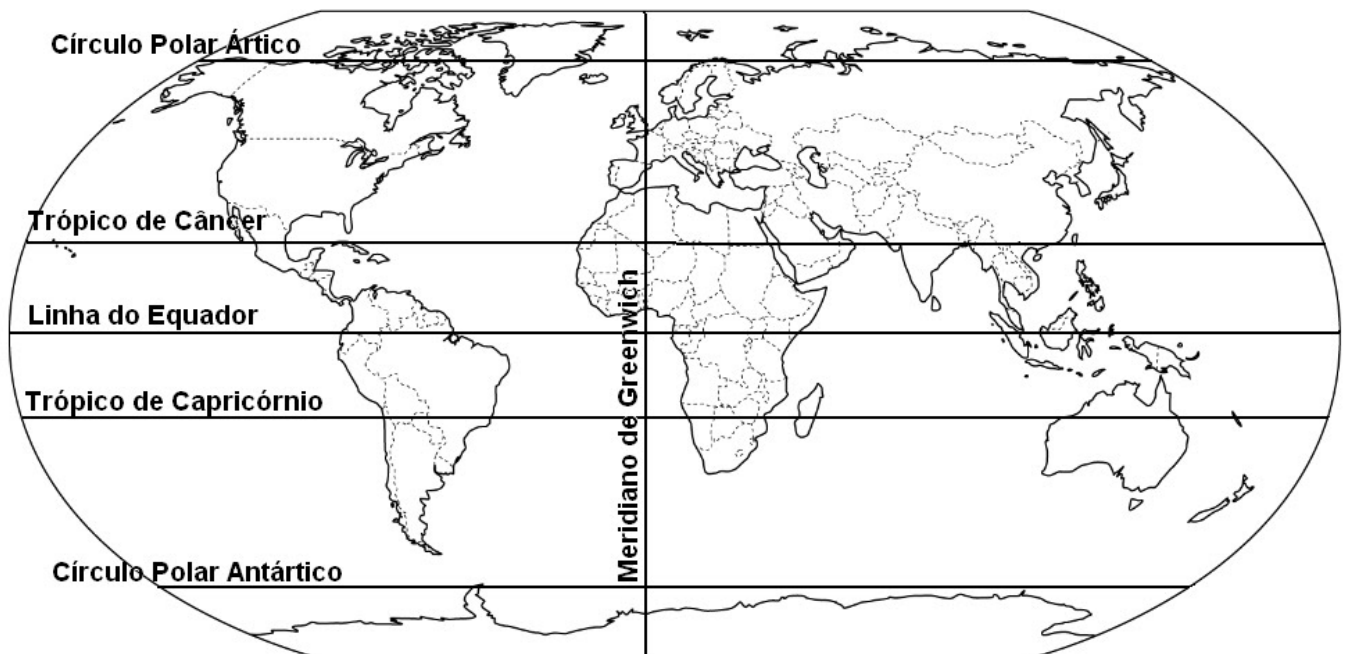 Círculo Polar Ártico
Trópico de Câncer
Linha do Equador
Trópico de Capricórnio
Círculo Polar Antártico
Meridiano de Greenwich